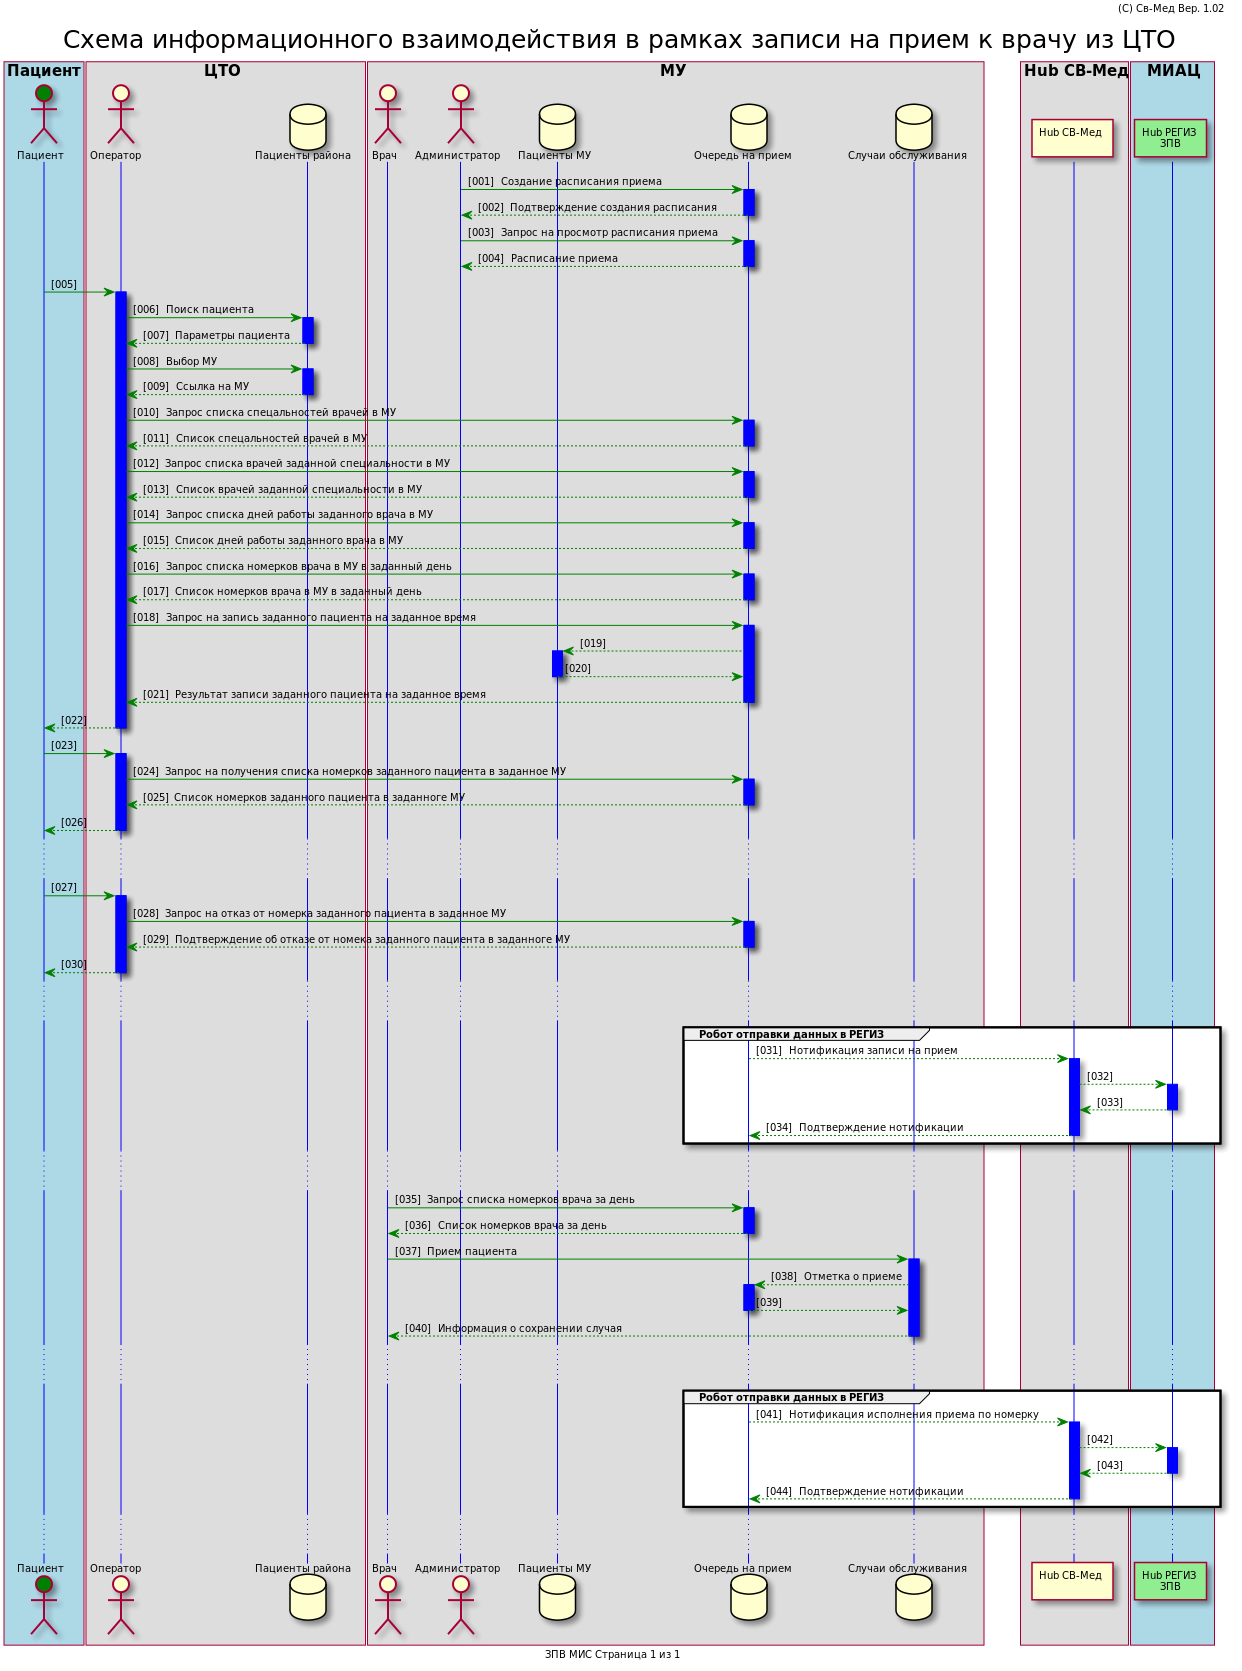 (C) Св-Мед Вер. 1.02
Схема информационного взаимодействия в рамках записи на прием к врачу из ЦТО
Пациент ЦТО МУ Hub СВ-Мед МИАЦ
Hub СВ-Мед Hub РЕГИЗ
ЗПВ
Пациент Оператор Пациенты района Врач Администратор Пациенты МУ Очередь на прием Случаи обслуживания
[001] Создание расписания приема
[002] Подтверждение создания расписания
[003] Запрос на просмотр расписания приема
[004] Расписание приема
[005]
[006] Поиск пациента
[007] Параметры пациента
[008] Выбор МУ
[009] Ссылка на МУ
[010] Запрос списка спецальностей врачей в МУ
[011] Список спецальностей врачей в МУ
[012] Запрос списка врачей заданной специальности в МУ
[013] Список врачей заданной специальности в МУ
[014] Запрос списка дней работы заданного врача в МУ
[015] Список дней работы заданного врача в МУ
[016] Запрос списка номерков врача в МУ в заданный день
[017] Список номерков врача в МУ в заданный день
[018] Запрос на запись заданного пациента на заданное время
[019]
[020]
[021] Результат записи заданного пациента на заданное время
[022]
[023]
[024] Запрос на получения списка номерков заданного пациента в заданное МУ
[025] Список номерков заданного пациента в заданноге МУ
[026]
[027]
[028] Запрос на отказ от номерка заданного пациента в заданное МУ
[029] Подтверждение об отказе от номека заданного пациента в заданноге МУ
[030]
Робот отправки данных в РЕГИЗ
[031] Нотификация записи на прием
[032]
[033]
[034] Подтверждение нотификации
[035] Запрос списка номерков врача за день
[036] Список номерков врача за день
[037] Прием пациента
[038] Отметка о приеме
[039]
[040] Информация о сохранении случая
Робот отправки данных в РЕГИЗ
[041] Нотификация исполнения приема по номерку
[042]
[043]
[044] Подтверждение нотификации
Пациент Оператор Пациенты района Врач Администратор Пациенты МУ Очередь на прием Случаи обслуживания
Hub СВ-Мед Hub РЕГИЗ
ЗПВ
ЗПВ МИС Страница 1 из 1